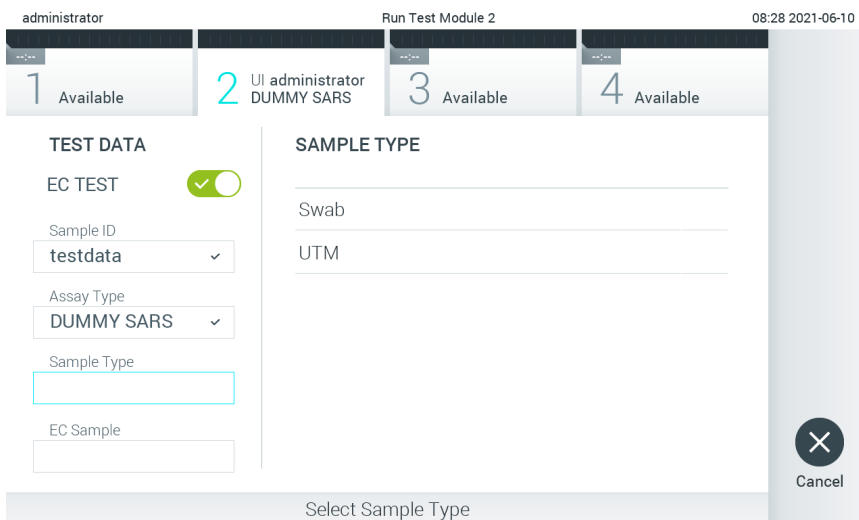 administrator
Run Test Module 2
08:28 2021-06-10
--:--
1 Available
2 UI administrator
DUMMY SARS
--:--
3 Available
--:--
4 Available
TEST DATA
EC TEST
Sample ID
testdata
Assay Type
DUMMY SARS
Sample Type
EC Sample
SAMPLE TYPE
Swab
UTM
Cancel
Select Sample Type